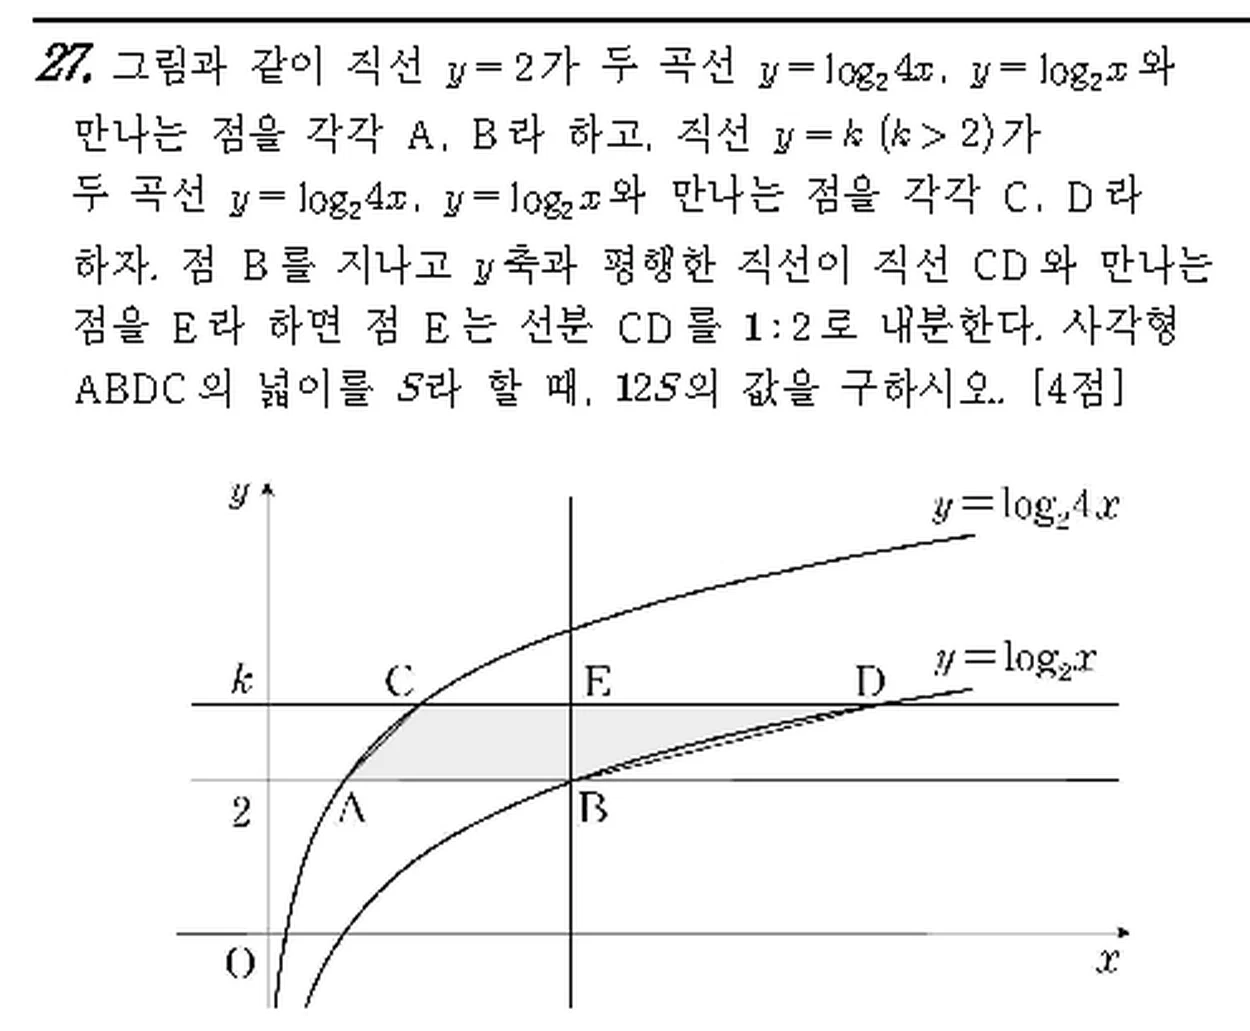 27. 그림과 같이 직선 y=2가 두 곡선 y=log₂4x, y=log₂x와
만나는 점을 각각 A, B라 하고, 직선 y=k (k>2)가
두 곡선 y=log₂4x, y=log₂x와 만나는 점을 각각 C, D라
하자. 점 B를 지나고 y축과 평행한 직선이 직선 CD와 만나는
점을 E라 하면 점 E는 선분 CD를 1:2로 내분한다. 사각형
ABDC의 넓이를 S라 할 때, 12S의 값을 구하시오. [4점]
y
y=log₂4x
y=log₂x
k
C
E
D
2
A
B
O
x